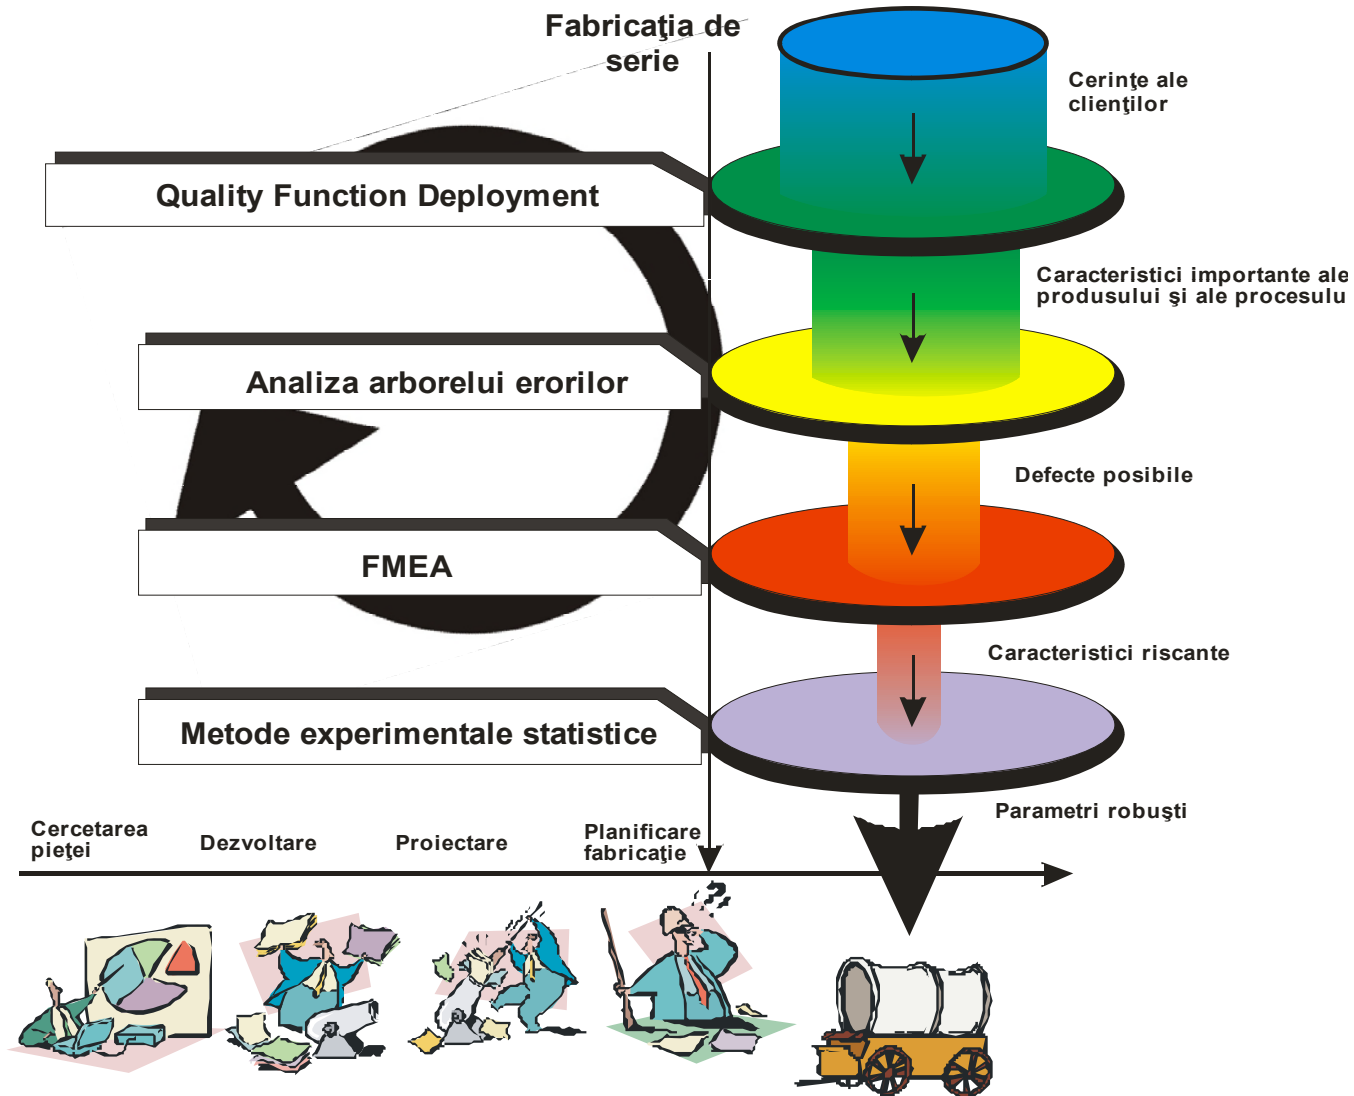 Fabricaţia de
serie
Cerinţe ale
clienţilor
Quality Function Deployment
Caracteristici importante ale
produsului şi ale procesulu
Analiza arborelui erorilor
Defecte posibile
FMEA
Caracteristici riscante
Metode experimentale statistice
Parametri robuşti
Cercetarea
pieţei
Dezvoltare
Proiectare
Planificare
fabricaţie
?